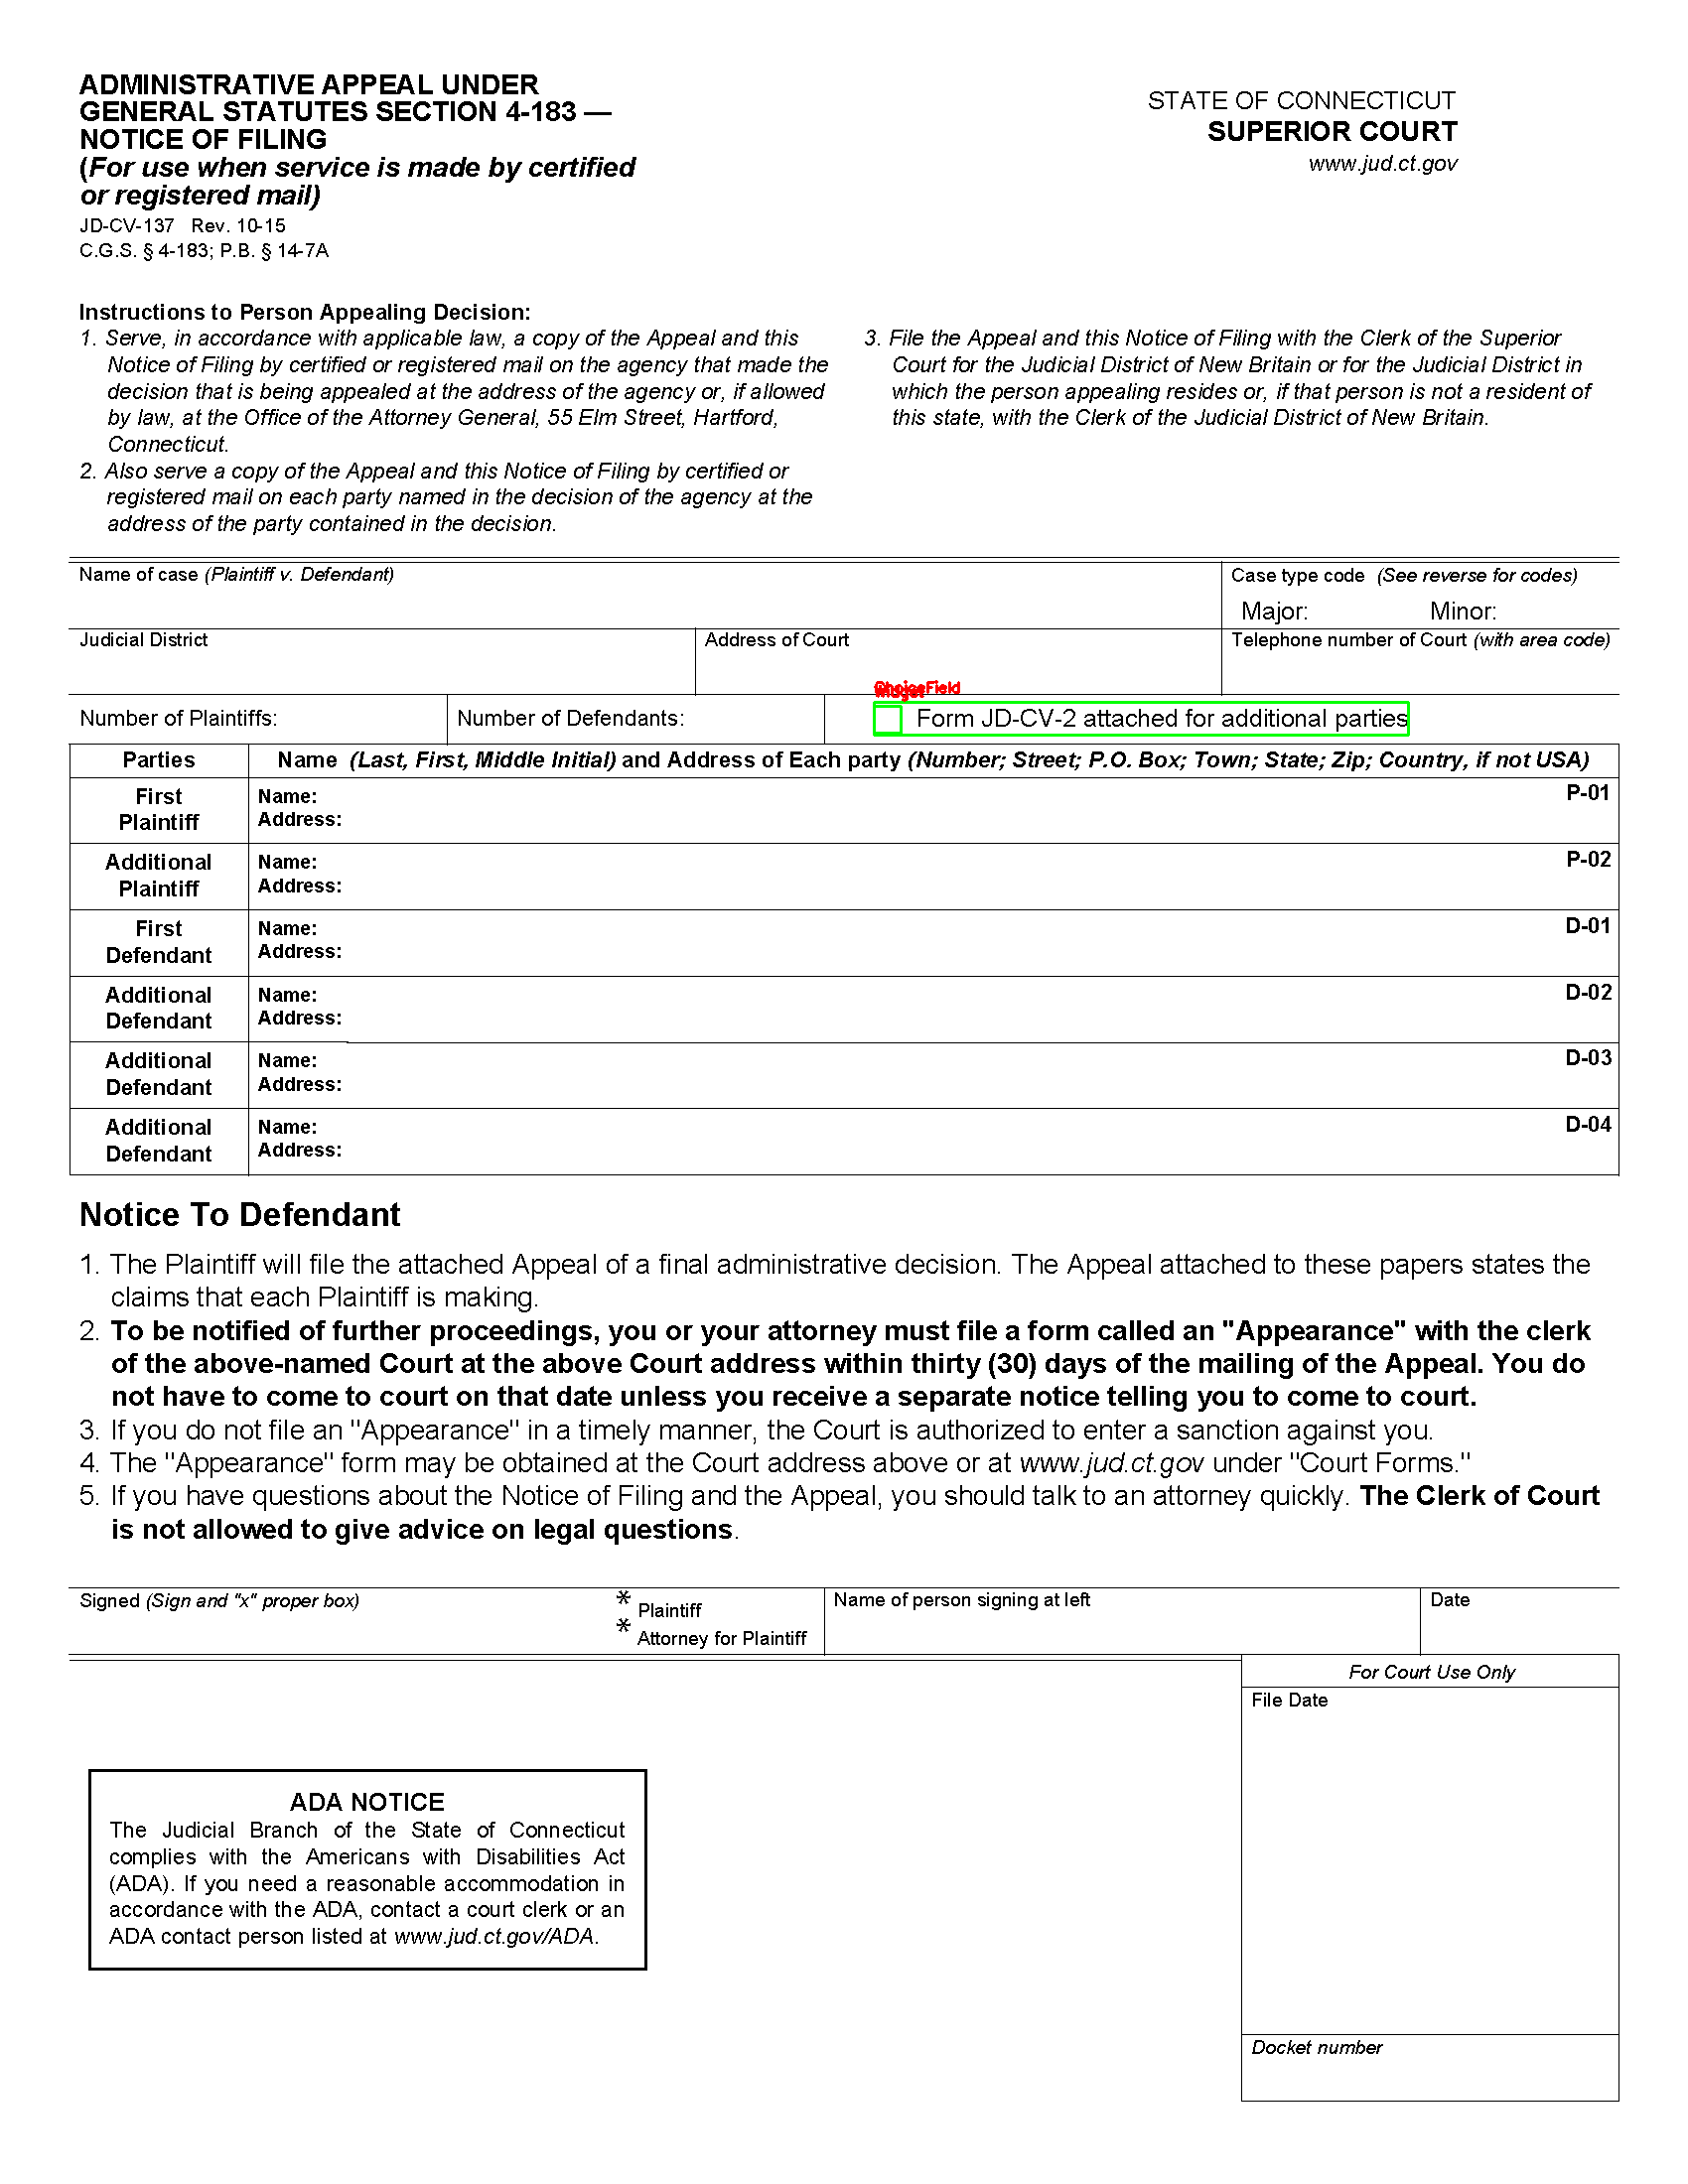 ADMINISTRATIVE APPEAL UNDER
GENERAL STATUTES SECTION 4-183 —
NOTICE OF FILING
(For use when service is made by certified
or registered mail)
JD-CV-137 Rev. 10-15
C.G.S. § 4-183; P.B. § 14-7A
STATE OF CONNECTICUT
SUPERIOR COURT
www.jud.ct.gov
Instructions to Person Appealing Decision:
1. Serve, in accordance with applicable law, a copy of the Appeal and this
Notice of Filing by certified or registered mail on the agency that made the
decision that is being appealed at the address of the agency or, if allowed
by law, at the Office of the Attorney General, 55 Elm Street, Hartford,
Connecticut.
2. Also serve a copy of the Appeal and this Notice of Filing by certified or
registered mail on each party named in the decision of the agency at the
address of the party contained in the decision.
3. File the Appeal and this Notice of Filing with the Clerk of the Superior
Court for the Judicial District of New Britain or for the Judicial District in
which the person appealing resides or, if that person is not a resident of
this state, with the Clerk of the Judicial District of New Britain.
Name of case (Plaintiff v. Defendant)
Case type code (See reverse for codes)
Major: Minor:
Judicial District
Address of Court
Telephone number of Court (with area code)
ChoiceField
Widget
Number of Plaintiffs:
Number of Defendants:
Form JD-CV-2 attached for additional parties
Parties
Name (Last, First, Middle Initial) and Address of Each party (Number; Street; P.O. Box; Town; State; Zip; Country, if not USA)
First
Plaintiff
Name:
Address:
P-01
Additional
Plaintiff
Name:
Address:
P-02
First
Defendant
Name:
Address:
D-01
Additional
Defendant
Name:
Address:
D-02
Additional
Defendant
Name:
Address:
D-03
Additional
Defendant
Name:
Address:
D-04
Notice To Defendant
1. The Plaintiff will file the attached Appeal of a final administrative decision. The Appeal attached to these papers states the
claims that each Plaintiff is making.
2. To be notified of further proceedings, you or your attorney must file a form called an "Appearance" with the clerk
of the above-named Court at the above Court address within thirty (30) days of the mailing of the Appeal. You do
not have to come to court on that date unless you receive a separate notice telling you to come to court.
3. If you do not file an "Appearance" in a timely manner, the Court is authorized to enter a sanction against you.
4. The "Appearance" form may be obtained at the Court address above or at www.jud.ct.gov under "Court Forms."
5. If you have questions about the Notice of Filing and the Appeal, you should talk to an attorney quickly. The Clerk of Court
is not allowed to give advice on legal questions.
Signed (Sign and "x" proper box)
* Plaintiff
* Attorney for Plaintiff
Name of person signing at left
Date
For Court Use Only
File Date
ADA NOTICE
The Judicial Branch of the State of Connecticut
complies with the Americans with Disabilities Act
(ADA). If you need a reasonable accommodation in
accordance with the ADA, contact a court clerk or an
ADA contact person listed at www.jud.ct.gov/ADA.
Docket number